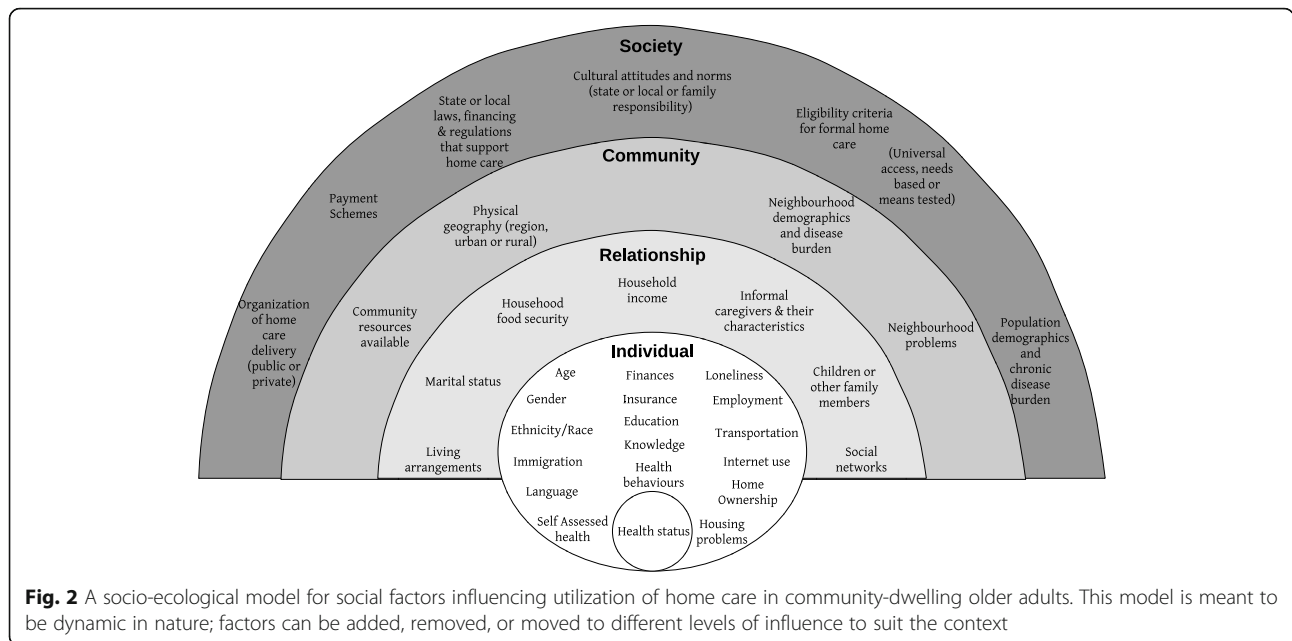 Society
Cultural attitudes and norms
(state or local or family
responsibility)
State or local
laws, financing
& regulations
that support
home care
Eligibility criteria
for formal home
care
(Universal
access, needs
based or
means tested)
Payment
Schemes
Organization
of home
care
delivery
(public or
private)
Population
demographics
and
chronic
disease
burden
Community
Physical
geography (region,
urban or rural)
Neighbourhood
demographics
and disease
burden
Community
resources
available
Neighbourhood
problems
Relationship
Household
income
Househood
food security
Informal
caregivers & their
characteristics
Marital status
Children or
other family
members
Living
arrangements
Social
networks
Individual
Age
Finances
Loneliness
Gender
Insurance
Employment
Ethnicity/Race
Education
Transportation
Knowledge
Immigration
Health
behaviours
Internet use
Language
Home
Ownership
Self Assessed
health
Health status
Housing
problems
Fig. 2 A socio-ecological model for social factors influencing utilization of home care in community-dwelling older adults. This model is meant to
be dynamic in nature; factors can be added, removed, or moved to different levels of influence to suit the context